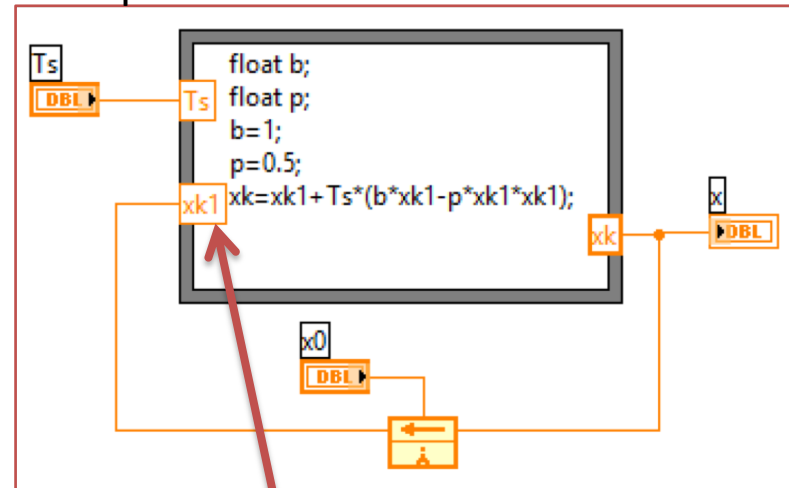 Ts
DBL
Ts
float b;
float p;
b=1;
p=0.5;
xk1
xk=xk1+Ts*(b*xk1-p*xk1*xk1);
xk
x
DBL
x0
DBL